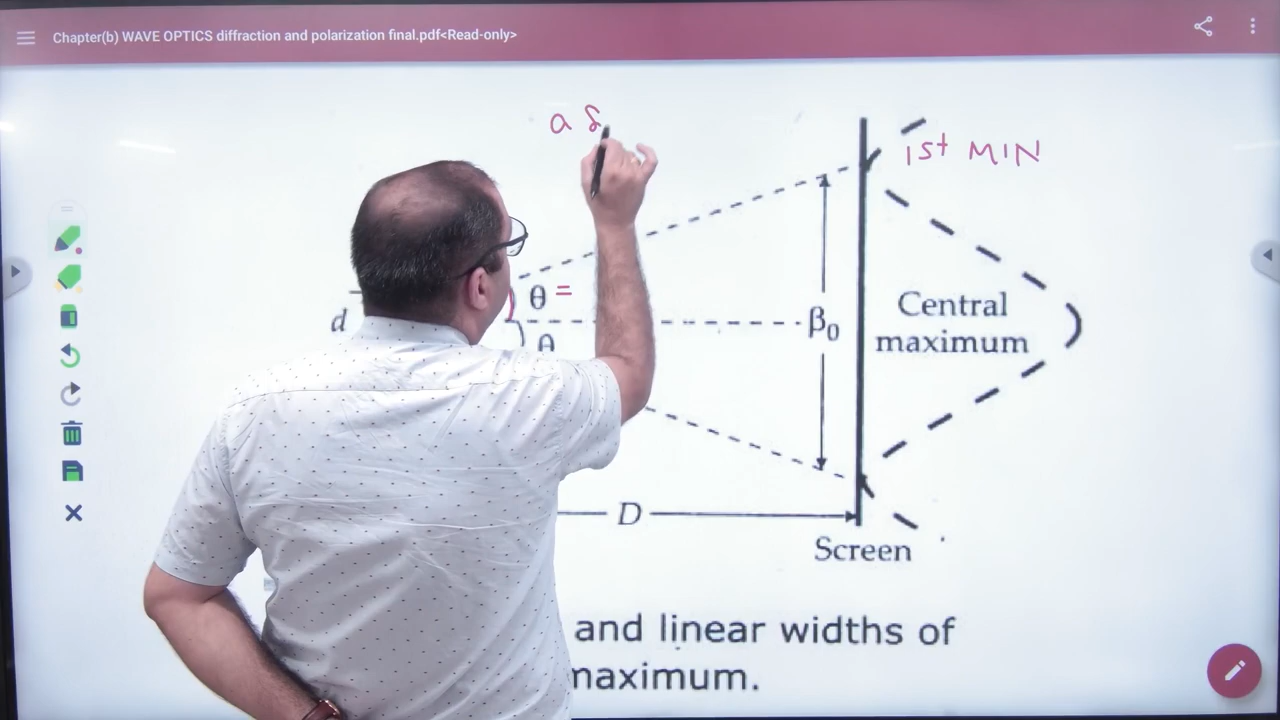 Chapter(b) WAVE OPTICS diffraction and polarization final.pdf<Read-only>
a
1st MIN
d
θ =
θ
β₀
Central
maximum
D
Screen
and linear widths of
maximum.